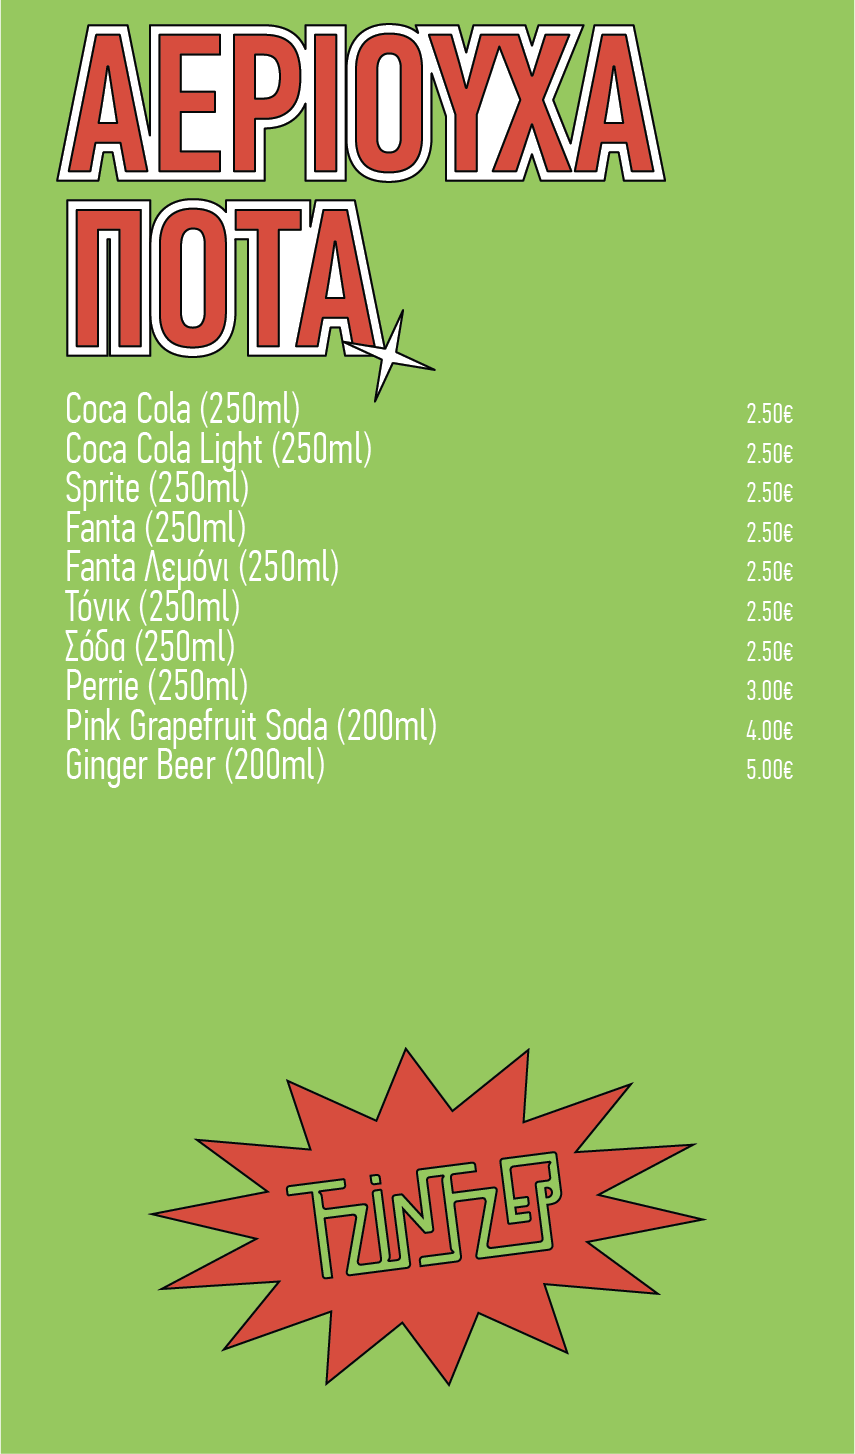 ΑΕΡΙΟΥΧΑ
ΠΟΤΑ
Coca Cola (250ml) 2.50€
Coca Cola Light (250ml) 2.50€
Sprite (250ml) 2.50€
Fanta (250ml) 2.50€
Fanta Λεμόνι (250ml) 2.50€
Τόνικ (250ml) 2.50€
Σόδα (250ml) 2.50€
Perrie (250ml) 3.00€
Pink Grapefruit Soda (200ml) 4.00€
Ginger Beer (200ml) 5.00€